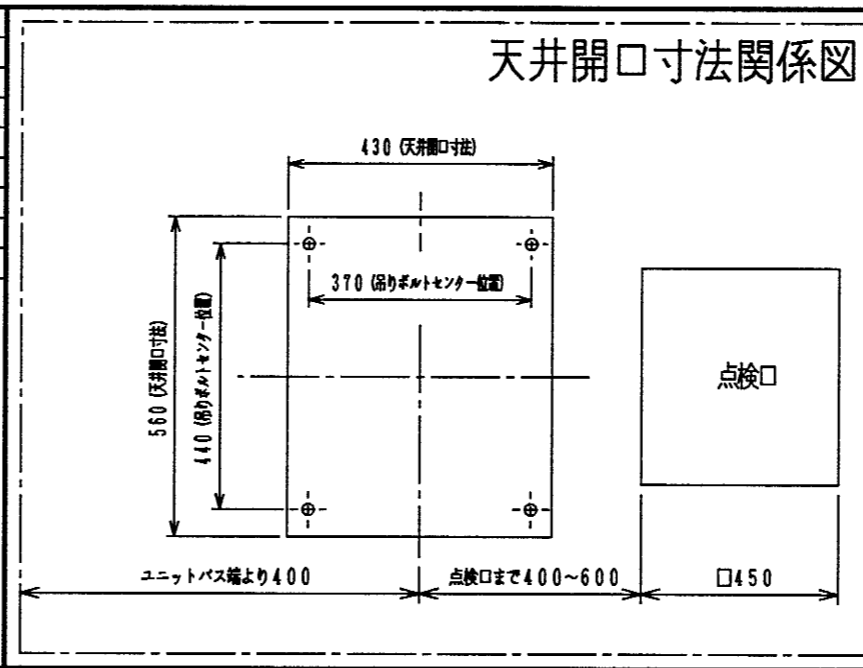 天井開口寸法関係図
430 (天井開口寸法)
370 (吊りボルトセンター位置)
560 (天井開口寸法)
440 (吊りボルトセンター位置)
点検口
ユニットバス端より400
点検口まで400~600
□450